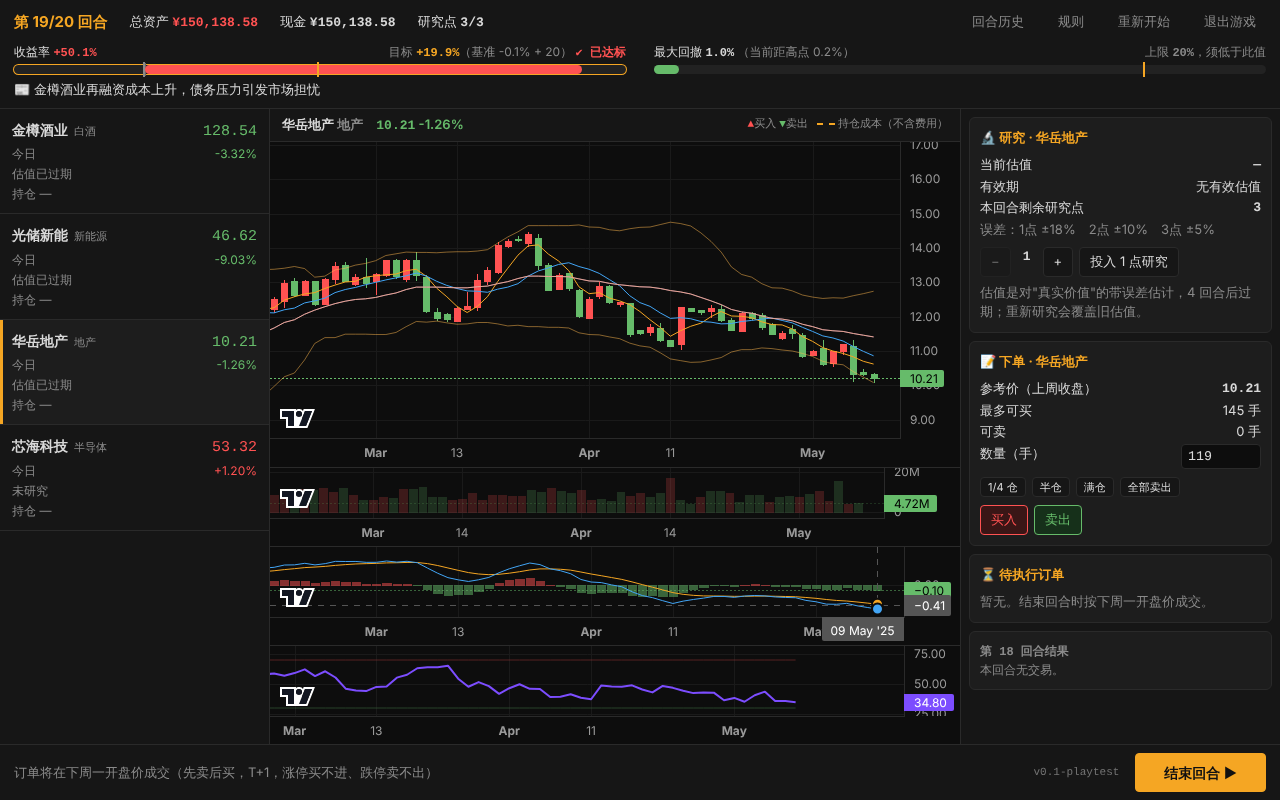 第 19/20 回合 总资产 ¥150,138.58 现金 ¥150,138.58 研究点 3/3 回合历史 规则 重新开始 退出游戏
收益率 +50.1% 目标 +19.9%（基准 -0.1% + 20）✔ 已达标 最大回撤 1.0%（当前距高点 0.2%） 上限 20%，须低于此值
📰 金樽酒业再融资成本上升，债务压力引发市场担忧
金樽酒业 白酒 128.54
今日 -3.32%
估值已过期
持仓 —
光储新能 新能源 46.62
今日 -9.03%
估值已过期
持仓 —
华岳地产 地产 10.21
今日 -1.26%
估值已过期
持仓 —
芯海科技 半导体 53.32
今日 +1.20%
未研究
持仓 —
华岳地产 地产 10.21 -1.26% ▲买入 ▼卖出 持仓成本（不含费用）
17.00
16.00
15.00
14.00
13.00
12.00
11.00
10.21
10.00
9.00
Mar 13 Apr 11 May
20M
4.72M
0
Mar 14 Apr 14 May
0.00
−0.10
−0.41
Mar 13 Apr 11 Ma 09 May '25
75.00
50.00
34.80
25.00
Mar 13 Apr 11 May
🔬 研究 · 华岳地产
当前估值 —
有效期 无有效估值
本回合剩余研究点 3
误差：1点 ±18% 2点 ±10% 3点 ±5%
− 1 + 投入 1 点研究
估值是对"真实价值"的带误差估计，4 回合后过
期；重新研究会覆盖旧估值。
📝 下单 · 华岳地产
参考价（上周收盘） 10.21
最多可买 145 手
可卖 0 手
数量（手） 119
1/4 仓 半仓 满仓 全部卖出
买入 卖出
⏳ 待执行订单
暂无。结束回合时按下周一开盘价成交。
第 18 回合结果
本回合无交易。
订单将在下周一开盘价成交（先卖后买，T+1，涨停买不进、跌停卖不出） v0.1-playtest 结束回合 ▶